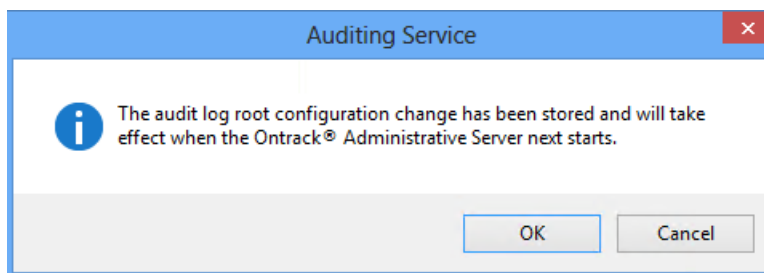 Auditing Service
The audit log root configuration change has been stored and will take
effect when the Ontrack® Administrative Server next starts.
OK
Cancel